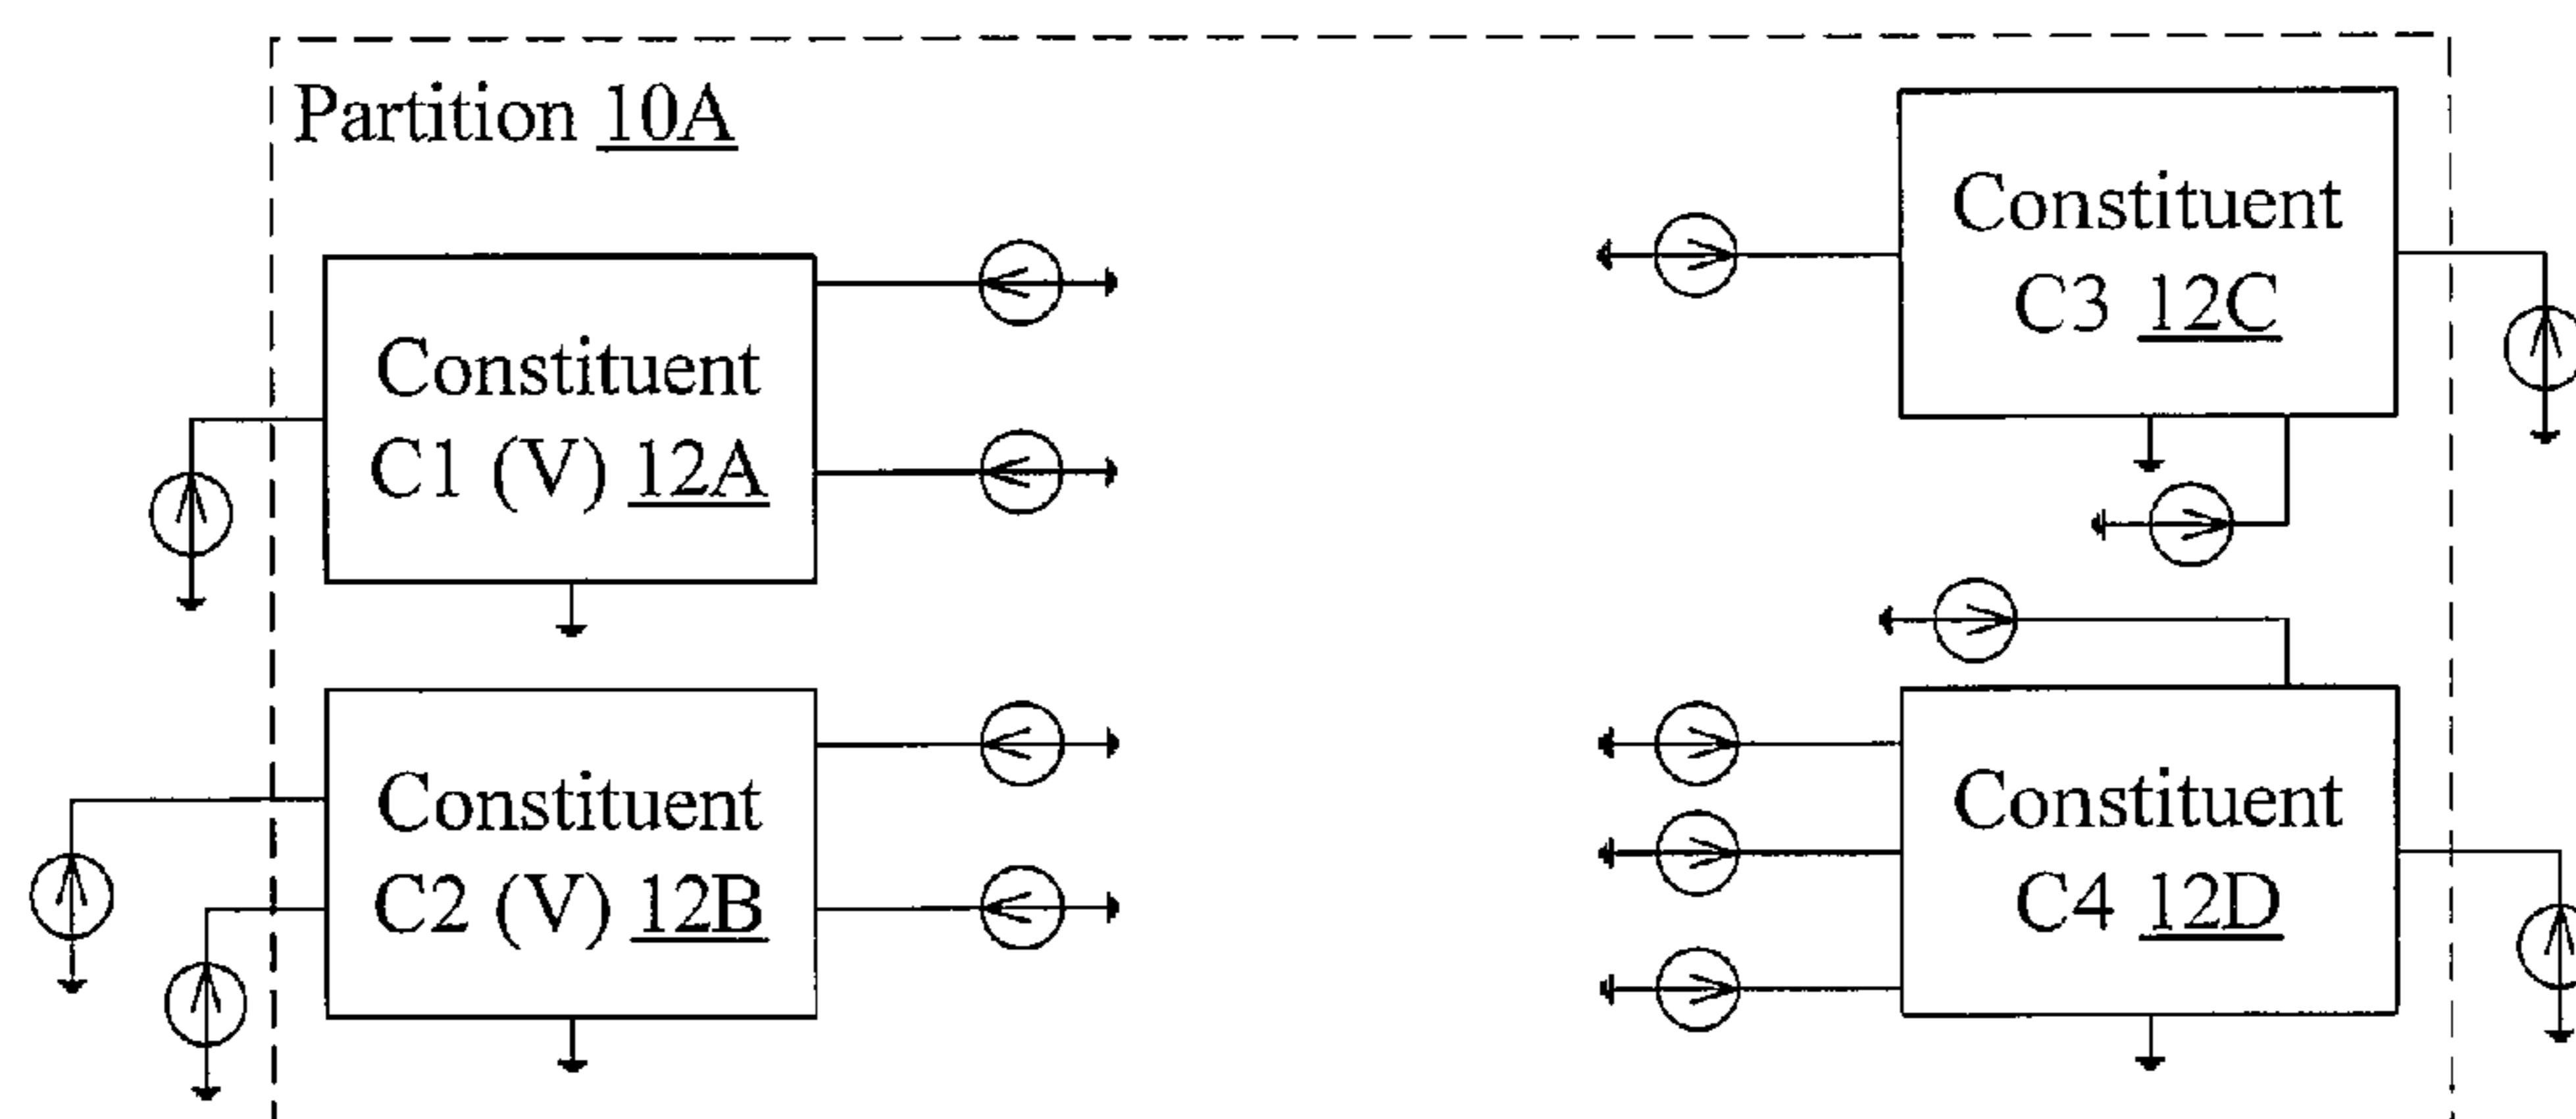 Partition 10A
Constituent
C1 (V) 12A
Constituent
C2 (V) 12B
Constituent
C3 12C
Constituent
C4 12D